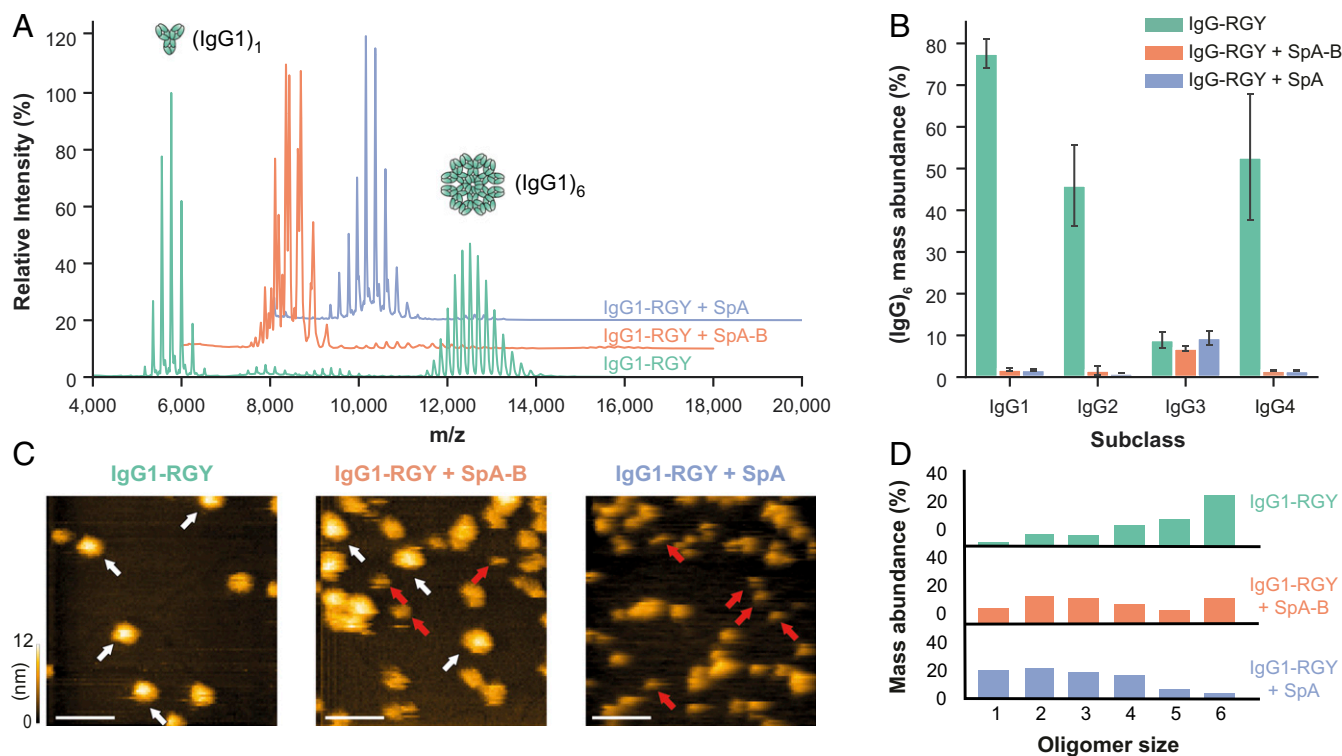 A
Relative Intensity (%)
120
100
80
60
40
20
0
(IgG1)1
(IgG1)6
IgG1-RGY + SpA
IgG1-RGY + SpA-B
IgG1-RGY
4,000 6,000 8,000 10,000 12,000 14,000 16,000 18,000 20,000
m/z
B
(IgG)6 mass abundance (%)
80
70
60
50
40
30
20
10
0
IgG-RGY
IgG-RGY + SpA-B
IgG-RGY + SpA
IgG1 IgG2 IgG3 IgG4
Subclass
C
IgG1-RGY IgG1-RGY + SpA-B IgG1-RGY + SpA
12
(nm)
0
D
Mass abundance (%)
40
20
0
IgG1-RGY
40
20
0
IgG1-RGY
+ SpA-B
40
20
0
IgG1-RGY
+ SpA
1 2 3 4 5 6
Oligomer size